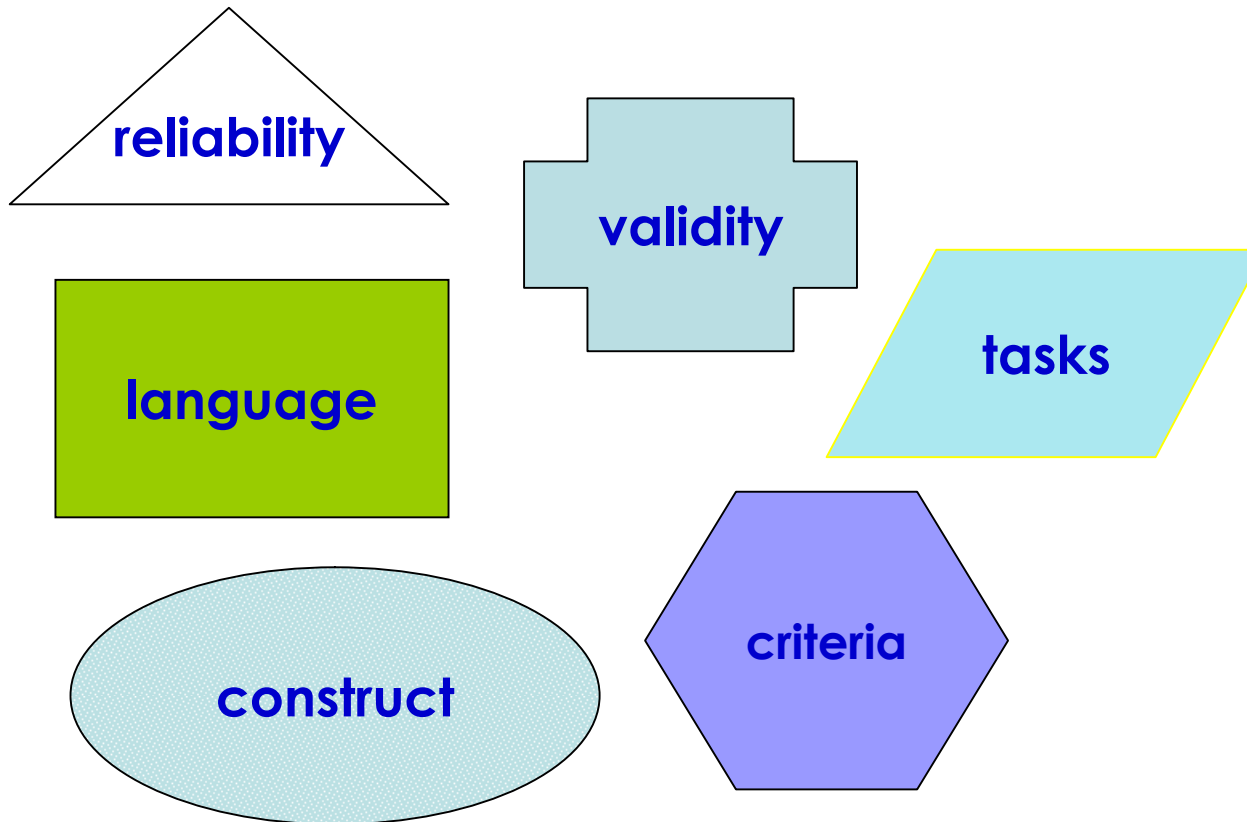 reliability
validity
tasks
language
criteria
construct